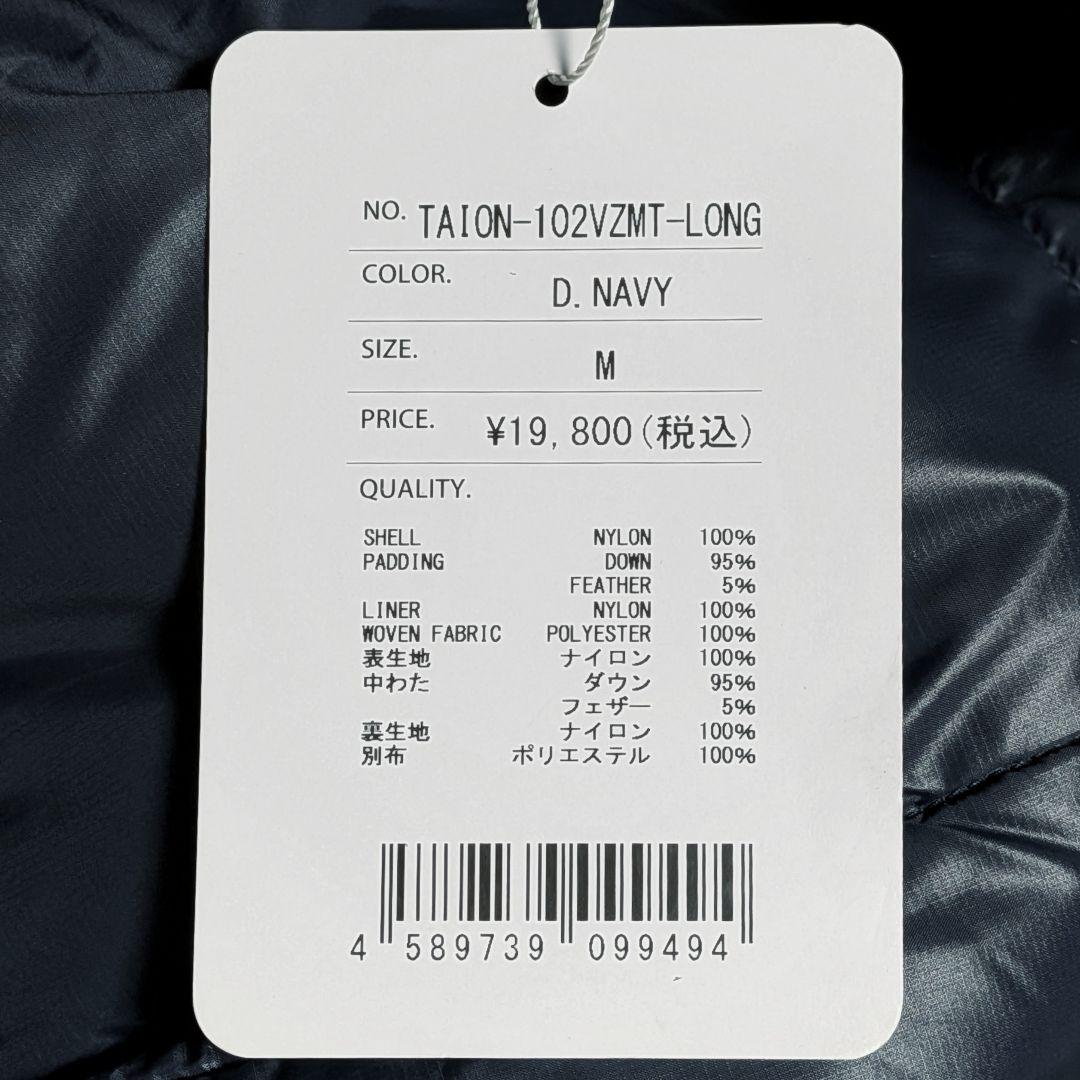 NO. TAION-102VZMT-LONG
COLOR. D.NAVY
SIZE. M
PRICE. ¥19,800(税込)
QUALITY.
SHELL NYLON 100%
PADDING DOWN 95%
FEATHER 5%
LINER NYLON 100%
WOVEN FABRIC POLYESTER 100%
表生地 ナイロン 100%
中わた ダウン 95%
フェザー 5%
裏生地 ナイロン 100%
別布 ポリエステル 100%
4 589739 099494